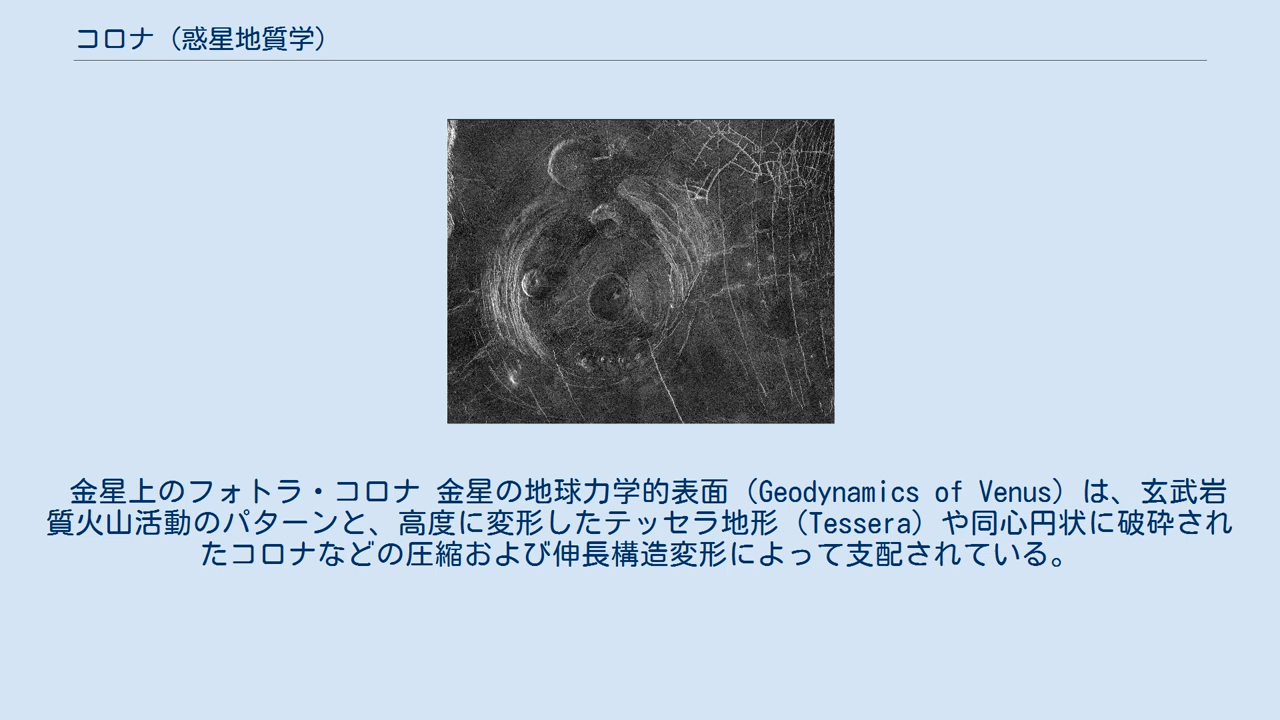 コロナ（惑星地質学）
金星上のフォトラ・コロナ 金星の地球力学的表面（Geodynamics of Venus）は、玄武岩
質火山活動のパターンと、高度に変形したテッセラ地形（Tessera）や同心円状に破砕され
たコロナなどの圧縮および伸長構造変形によって支配されている。